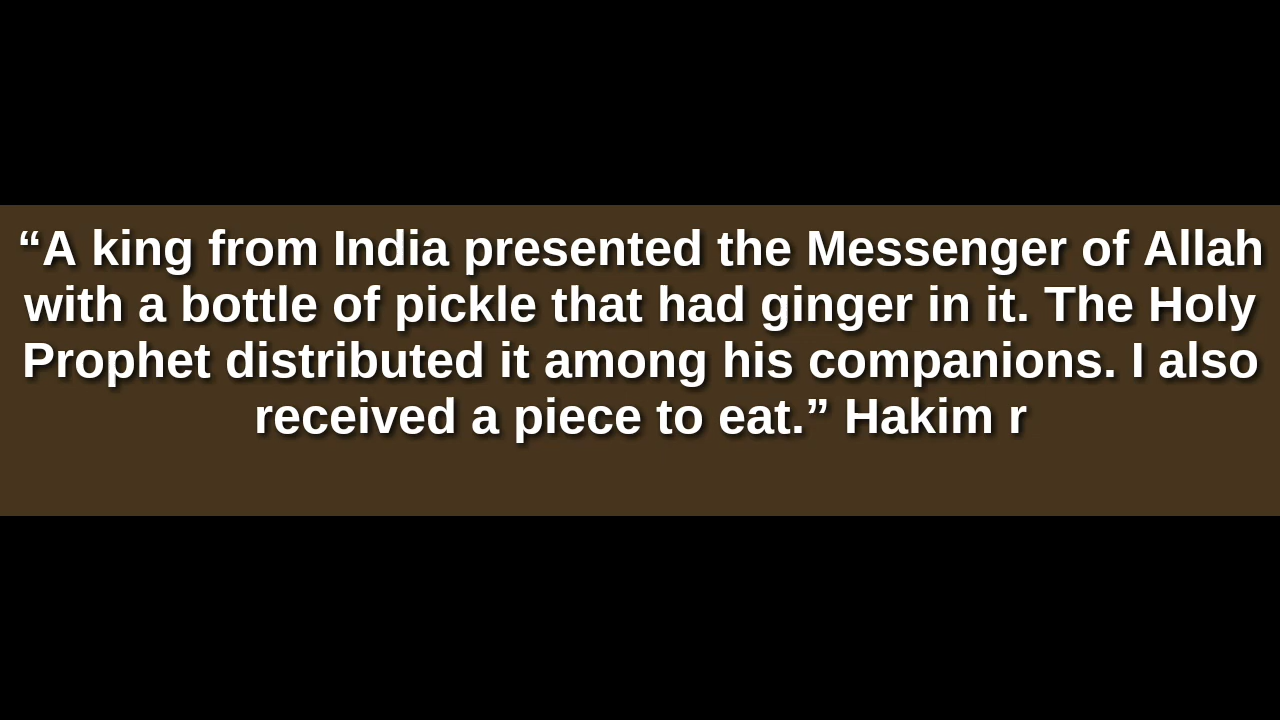 “A king from India presented the Messenger of Allah
with a bottle of pickle that had ginger in it. The Holy
Prophet distributed it among his companions. I also
received a piece to eat.” Hakim r